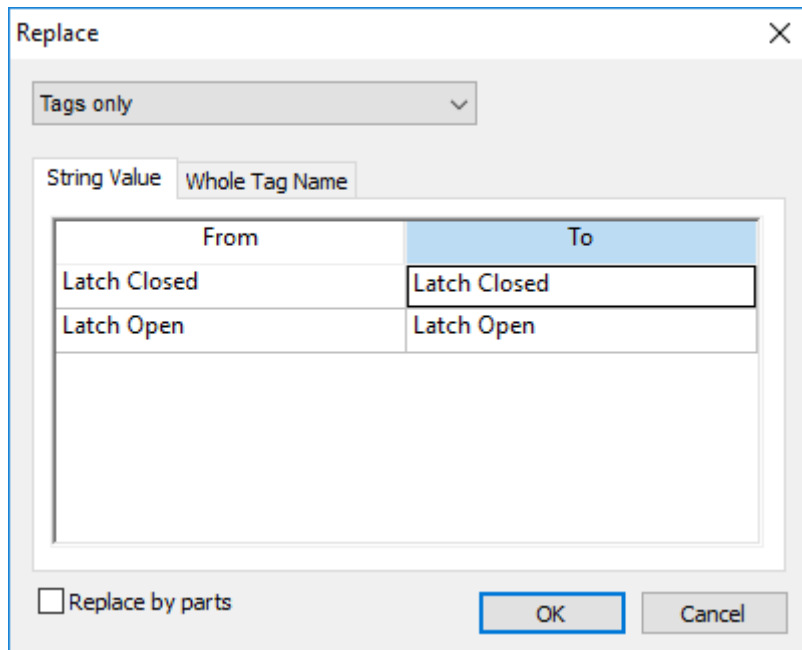 Replace
Tags only
String Value Whole Tag Name
From To
Latch Closed Latch Closed
Latch Open Latch Open
Replace by parts OK Cancel